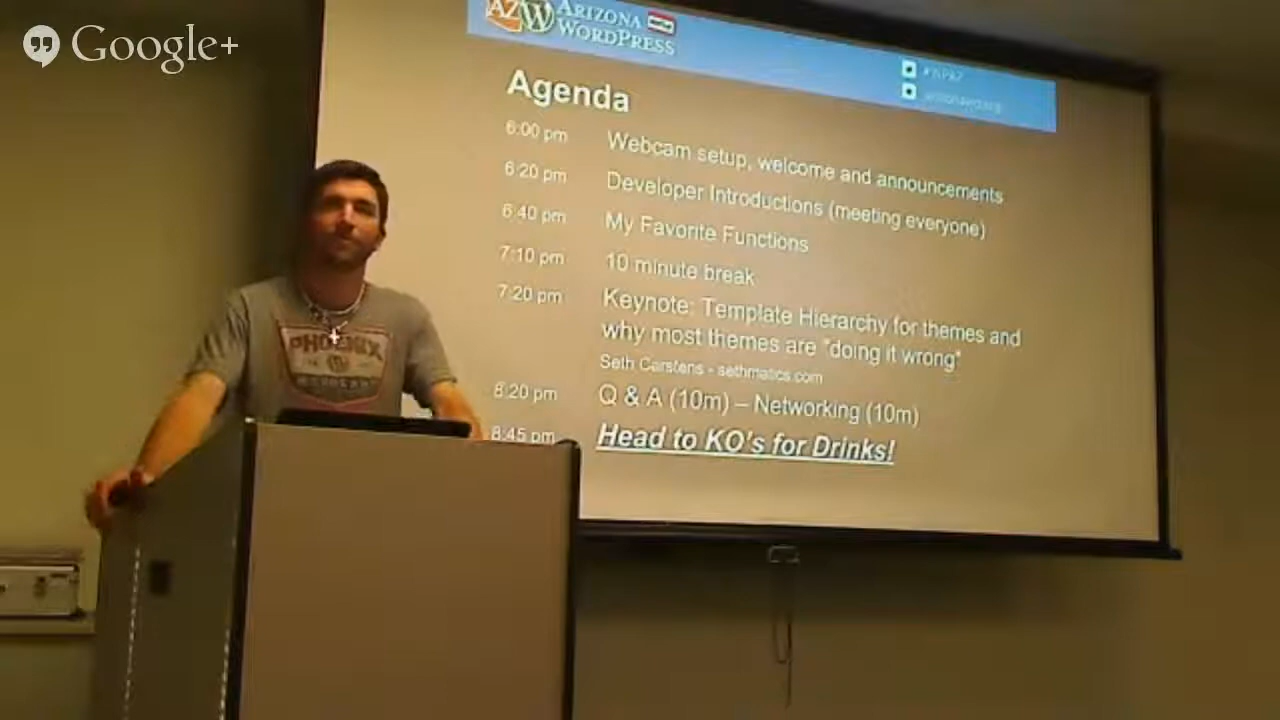 Google+
AZ W ARIZONA
WORDPRESS
Agenda
6:00 pm Webcam setup, welcome and announcements
6:20 pm Developer Introductions (meeting everyone)
6:40 pm My Favorite Functions
7:10 pm 10 minute break
7:20 pm Keynote: Template Hierarchy for themes and
why most themes are "doing it wrong"
Seth Carstens - sethmatics.com
8:20 pm Q & A (10m) – Networking (10m)
8:45 pm Head to KO's for Drinks!
PHOENIX